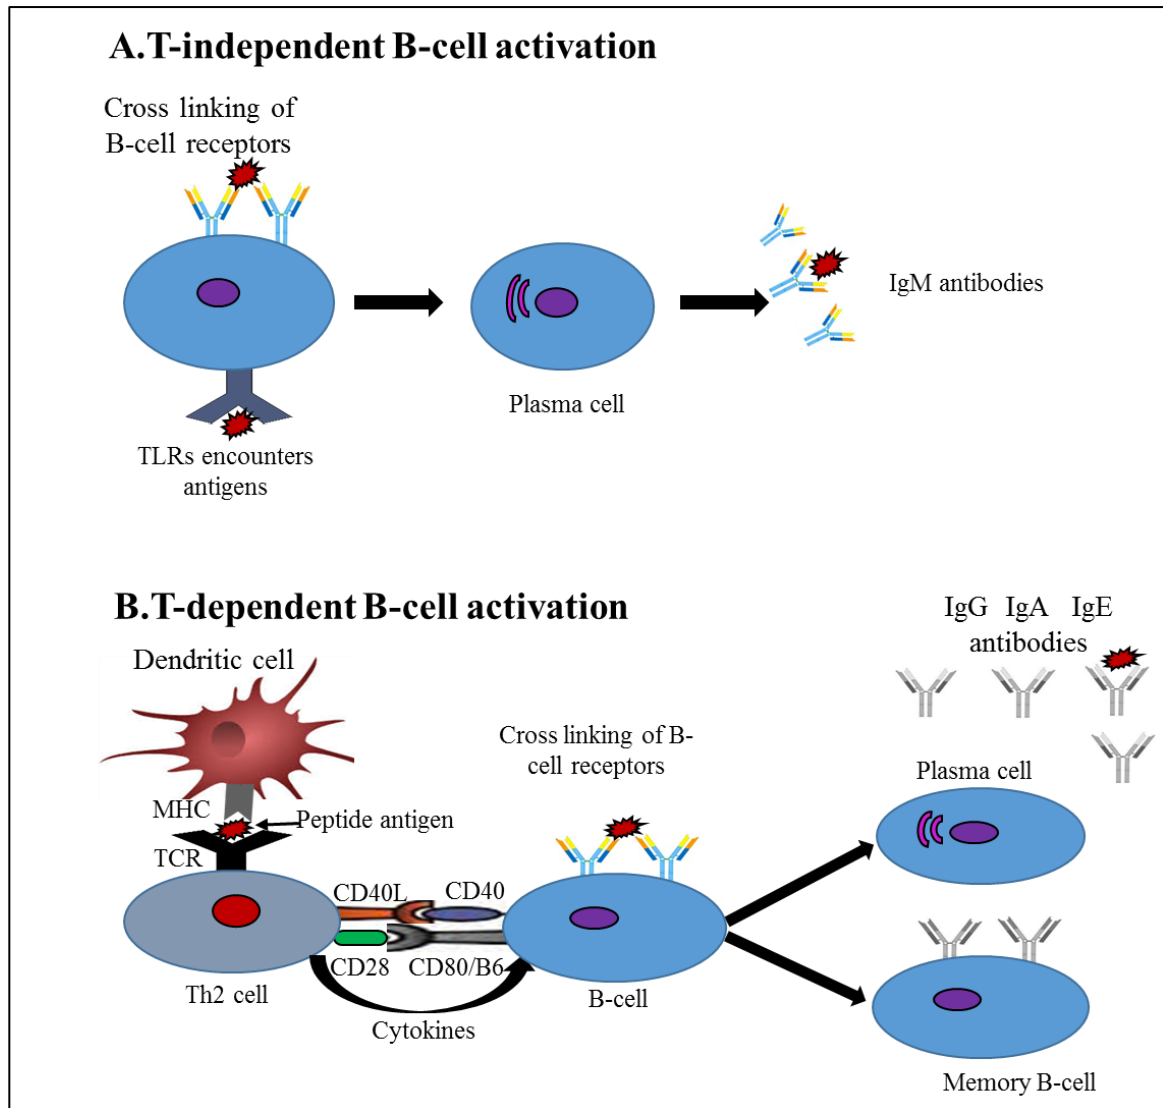 A.T-independent B-cell activation
Cross linking of
B-cell receptors
IgM antibodies
Plasma cell
TLRs encounters
antigens
B.T-dependent B-cell activation
IgG IgA IgE
antibodies
Dendritic cell
Cross linking of B-
cell receptors
Plasma cell
MHC
Peptide antigen
TCR
CD40L
CD40
CD28
CD80/B6
Th2 cell
B-cell
Cytokines
Memory B-cell